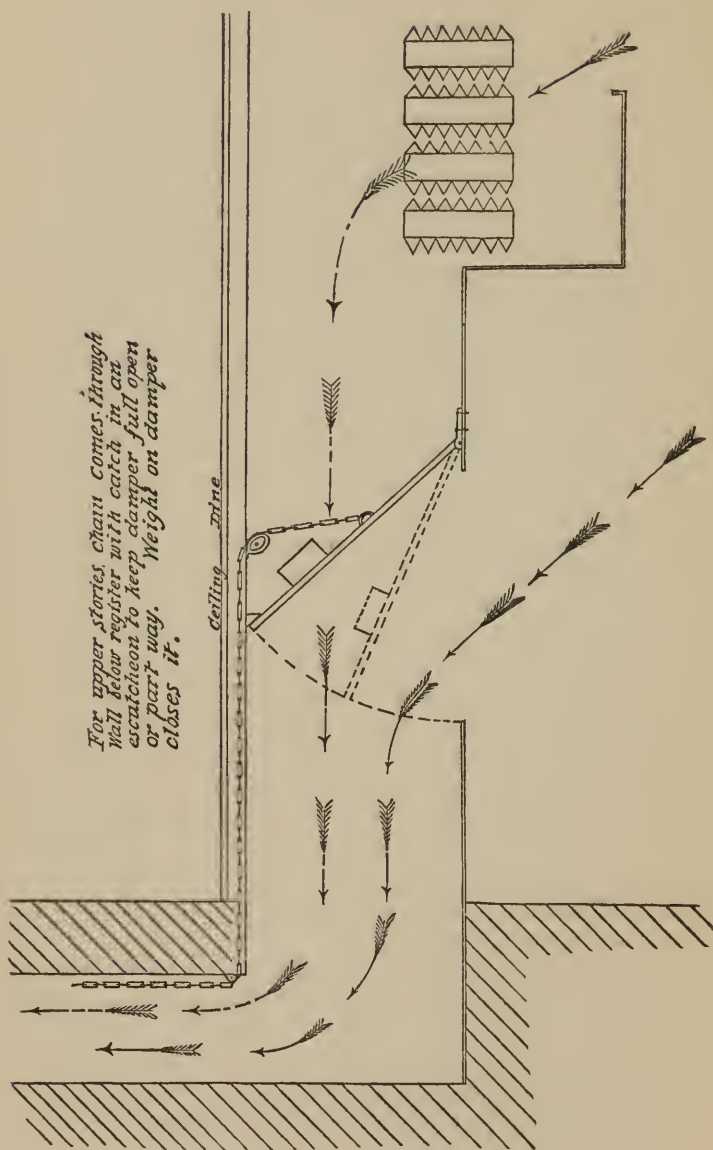 For upper stories, chain comes through
Wall below register with catch in an
escutcheon to keep damper full open
or part way. Weight on damper
closes it.
Ceiling Line